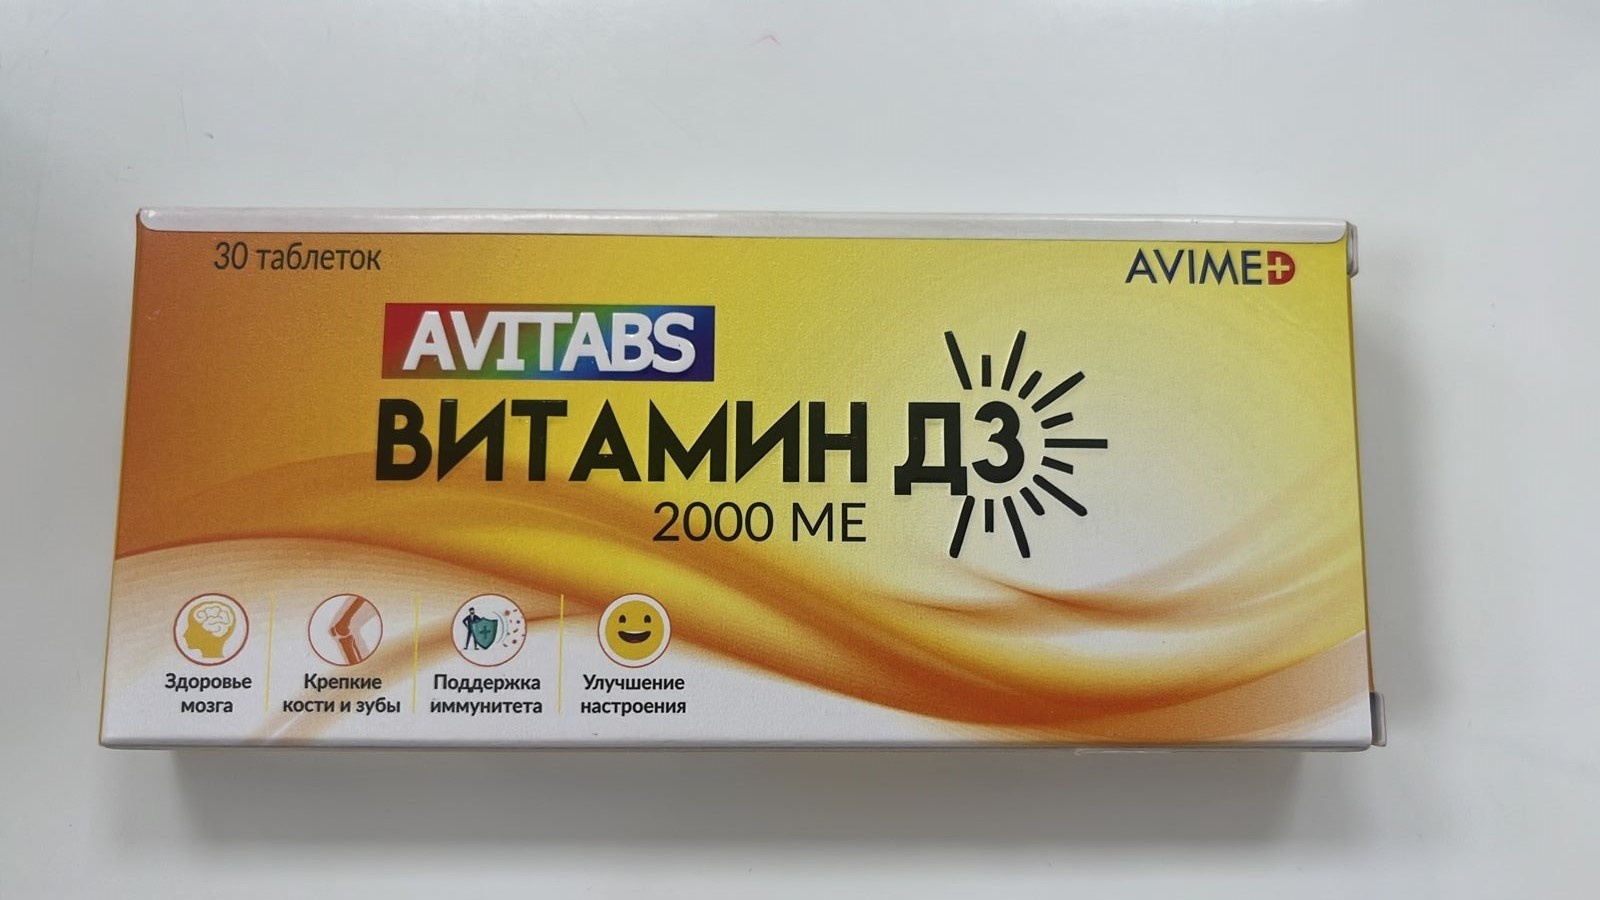 30 таблеток
AVIMED
AVITABS
ВИТАМИН Д3
2000 МЕ
Здоровье
мозга
Крепкие
кости и зубы
Поддержка
иммунитета
Улучшение
настроения